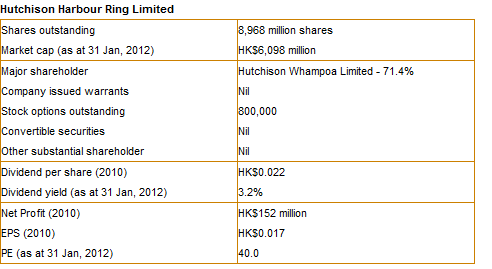 Hutchison Harbour Ring Limited
Shares outstanding 8,968 million shares
Market cap (as at 31 Jan, 2012) HK$6,098 million
Major shareholder Hutchison Whampoa Limited - 71.4%
Company issued warrants Nil
Stock options outstanding 800,000
Convertible securities Nil
Other substantial shareholder Nil
Dividend per share (2010) HK$0.022
Dividend yield (as at 31 Jan, 2012) 3.2%
Net Profit (2010) HK$152 million
EPS (2010) HK$0.017
PE (as at 31 Jan, 2012) 40.0